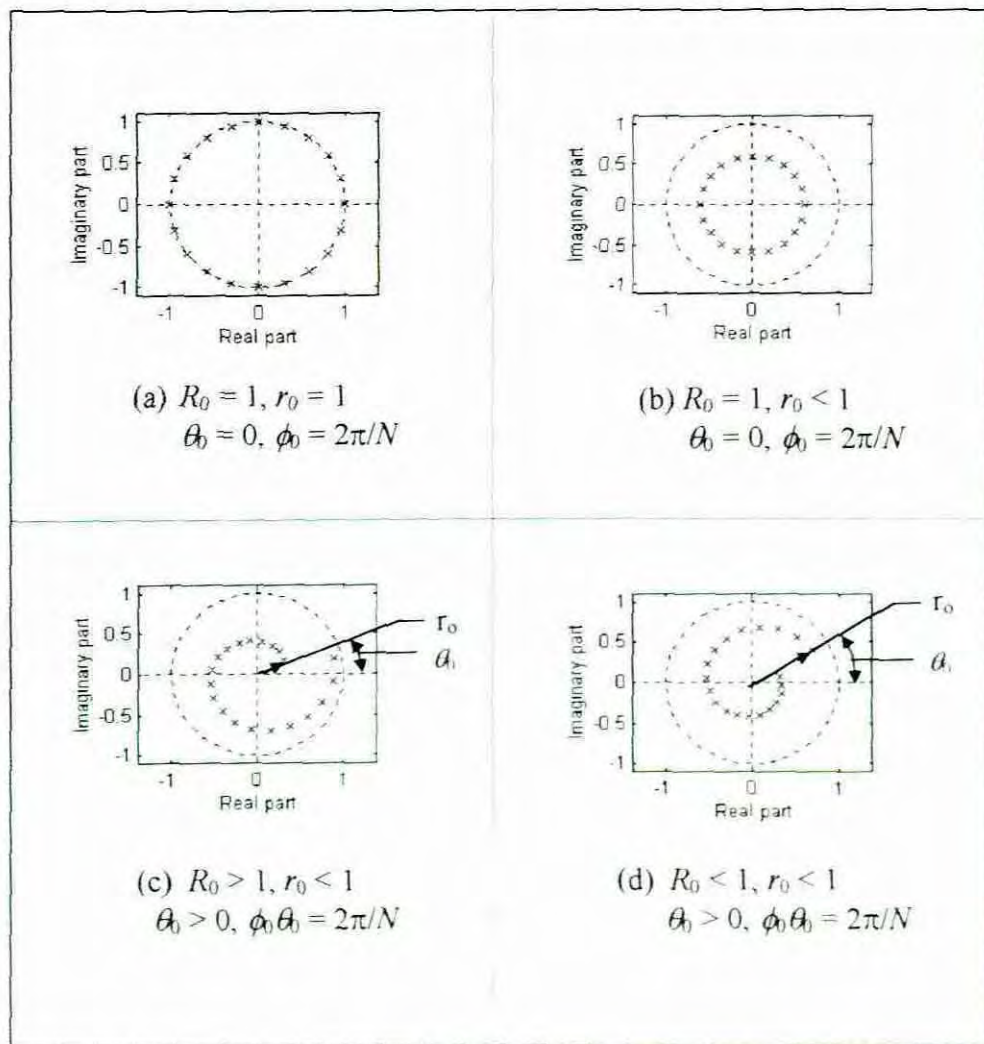 Imaginary part
1
0.5
0
-0.5
-1
-1 0 1
Real part
(a) R₀ = 1, r₀ = 1
θ₀ = 0, ϕ₀ = 2π/N
Imaginary part
1
0.5
0
-0.5
-1
-1 0 1
Real part
(b) R₀ = 1, r₀ < 1
θ₀ = 0, ϕ₀ = 2π/N
Imaginary part
1
0.5
0
-0.5
-1
-1 0 1
Real part
r₀
(c) R₀ > 1, r₀ < 1
θ₀ > 0, ϕ₀θ₀ = 2π/N
Imaginary part
1
0.5
0
-0.5
-1
-1 0 1
Real part
r₀
(d) R₀ < 1, r₀ < 1
θ₀ > 0, ϕ₀θ₀ = 2π/N